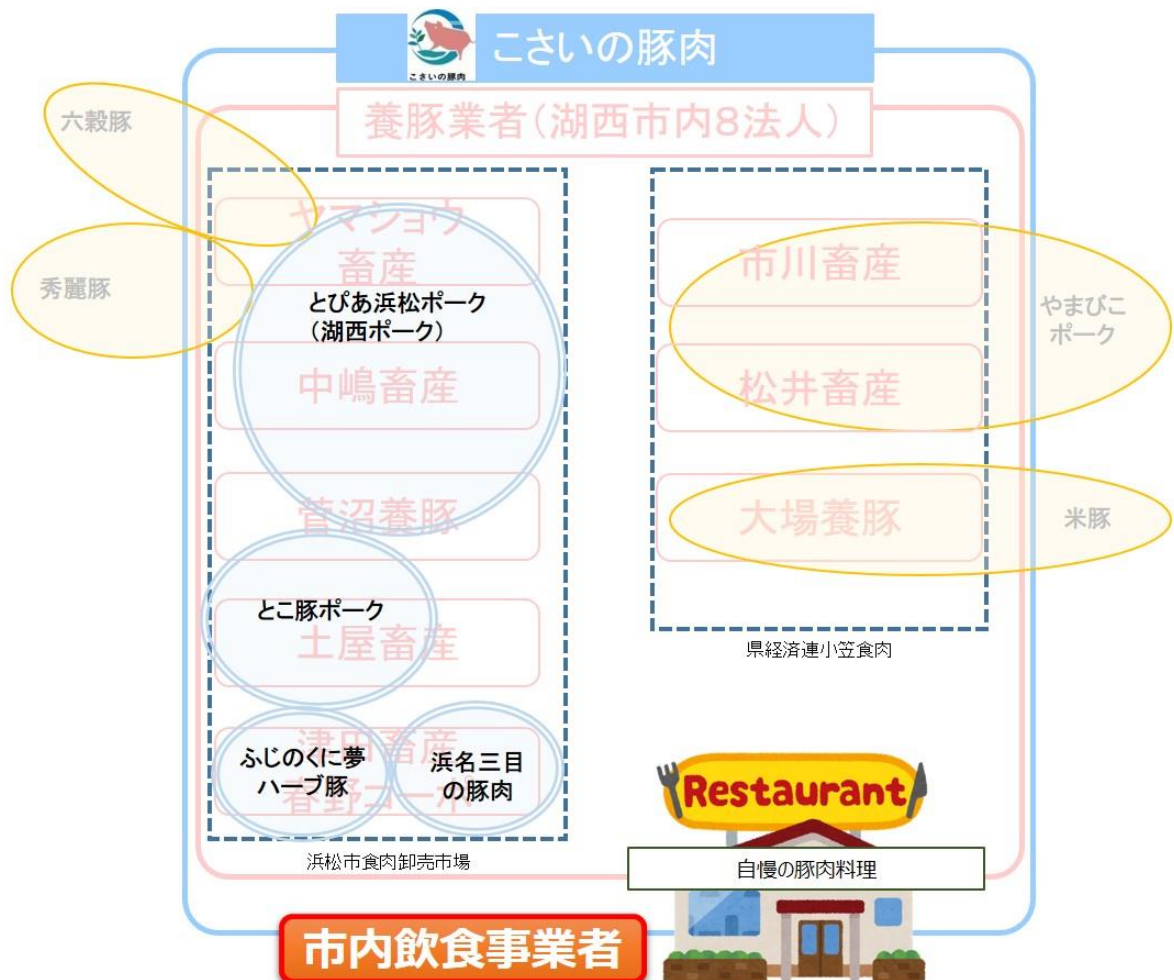 こさいの豚肉
こさいの豚肉
養豚業者(湖西市内8法人)
六穀豚
秀麗豚
ヤマショウ
畜産
とぴあ浜松ポーク
(湖西ポーク)
中嶋畜産
菅沼養豚
とこ豚ポーク
土屋畜産
津田畜産
春野コーポ
ふじのくに夢
ハーブ豚
浜名三目
の豚肉
浜松市食肉卸売市場
市川畜産
松井畜産
やまびこ
ポーク
大場養豚
米豚
県経済連小笠食肉
Restaurant
自慢の豚肉料理
市内飲食事業者